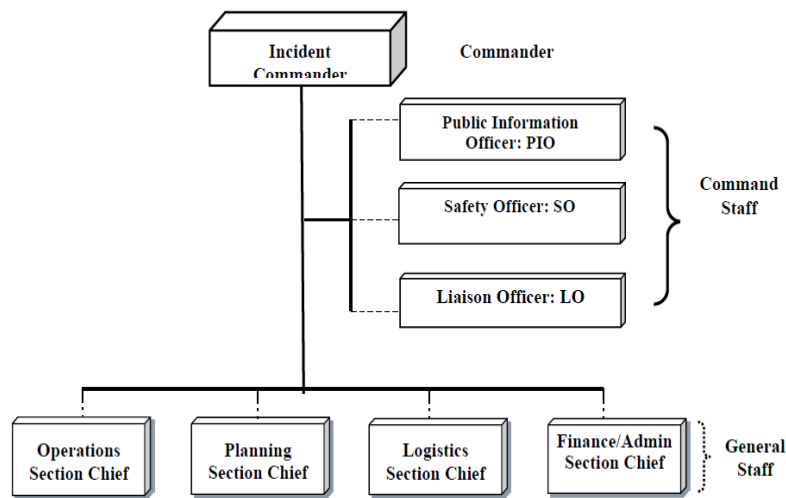 Incident
Commander
Commander
Public Information
Officer: PIO
Safety Officer: SO
Liaison Officer: LO
Command
Staff
Operations
Section Chief
Planning
Section Chief
Logistics
Section Chief
Finance/Admin
Section Chief
General
Staff